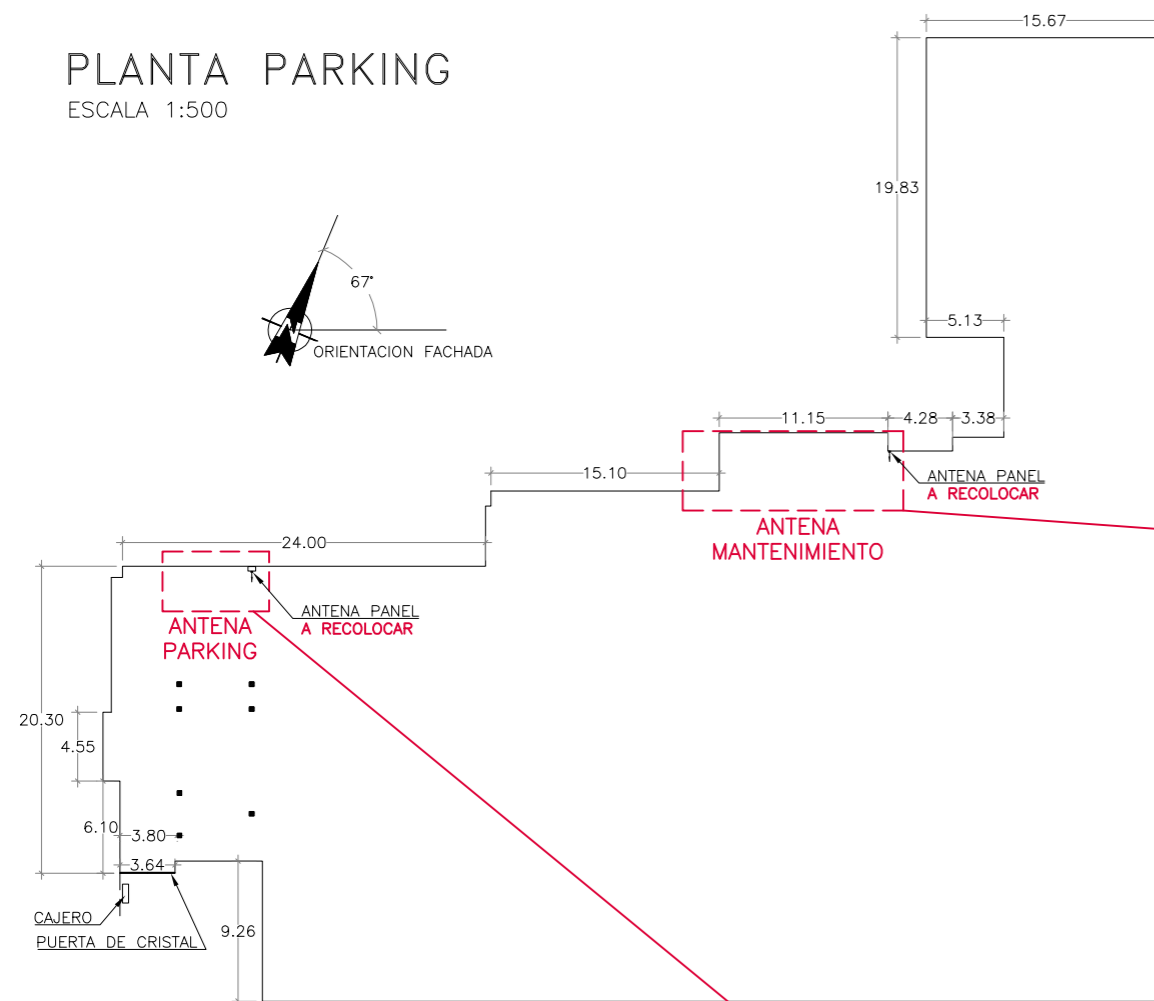 15.67
PLANTA PARKING
ESCALA 1:500
19.83
67°
5.13
ORIENTACION FACHADA
11.15
4.28
3.38
15.10
ANTENA PANEL
A RECOLOCAR
ANTENA
MANTENIMIENTO
24.00
ANTENA PANEL
A RECOLOCAR
ANTENA
PARKING
20.30
4.55
6.10
3.80
3.64
CAJERO
PUERTA DE CRISTAL
9.26